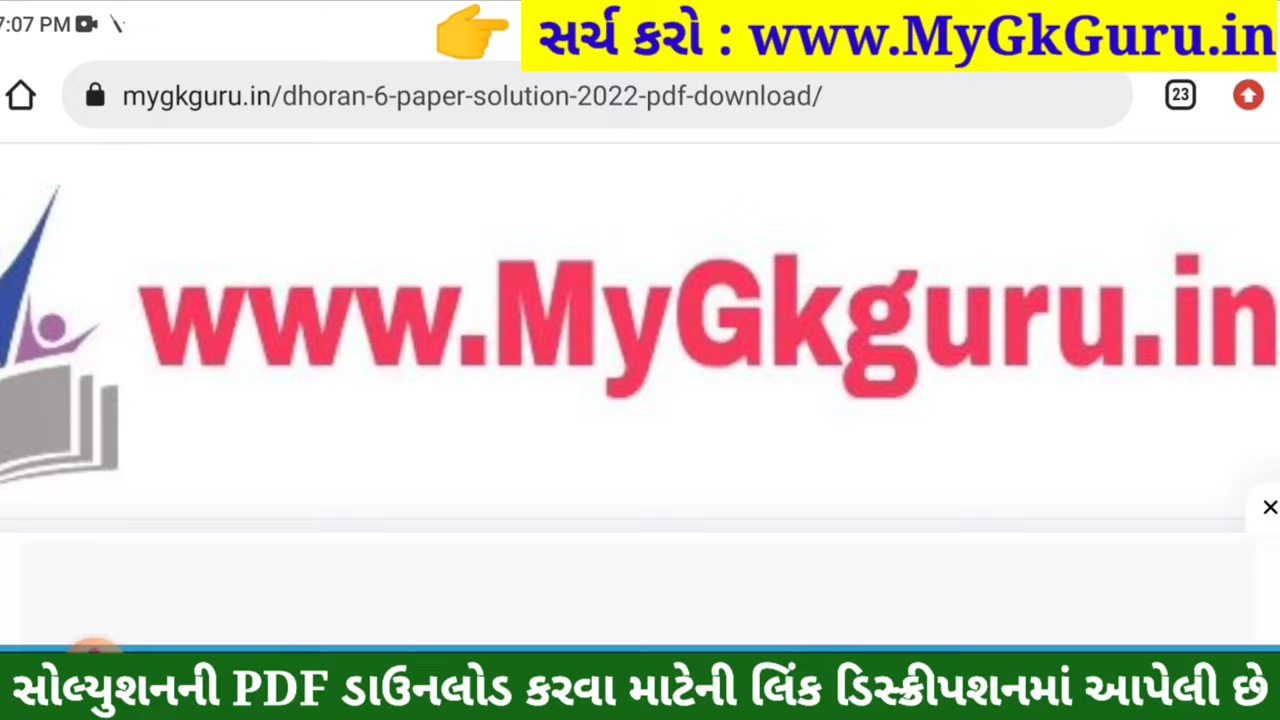 7:07 PM
સર્ચ કરો : www.MyGkGuru.in
mygkguru.in/dhoran-6-paper-solution-2022-pdf-download/
23
www.MyGkguru.in
સોલ્યુશનની PDF ડાઉનલોડ કરવા માટેની લિંક ડિસ્ક્રીપશનમાં આપેલી છે